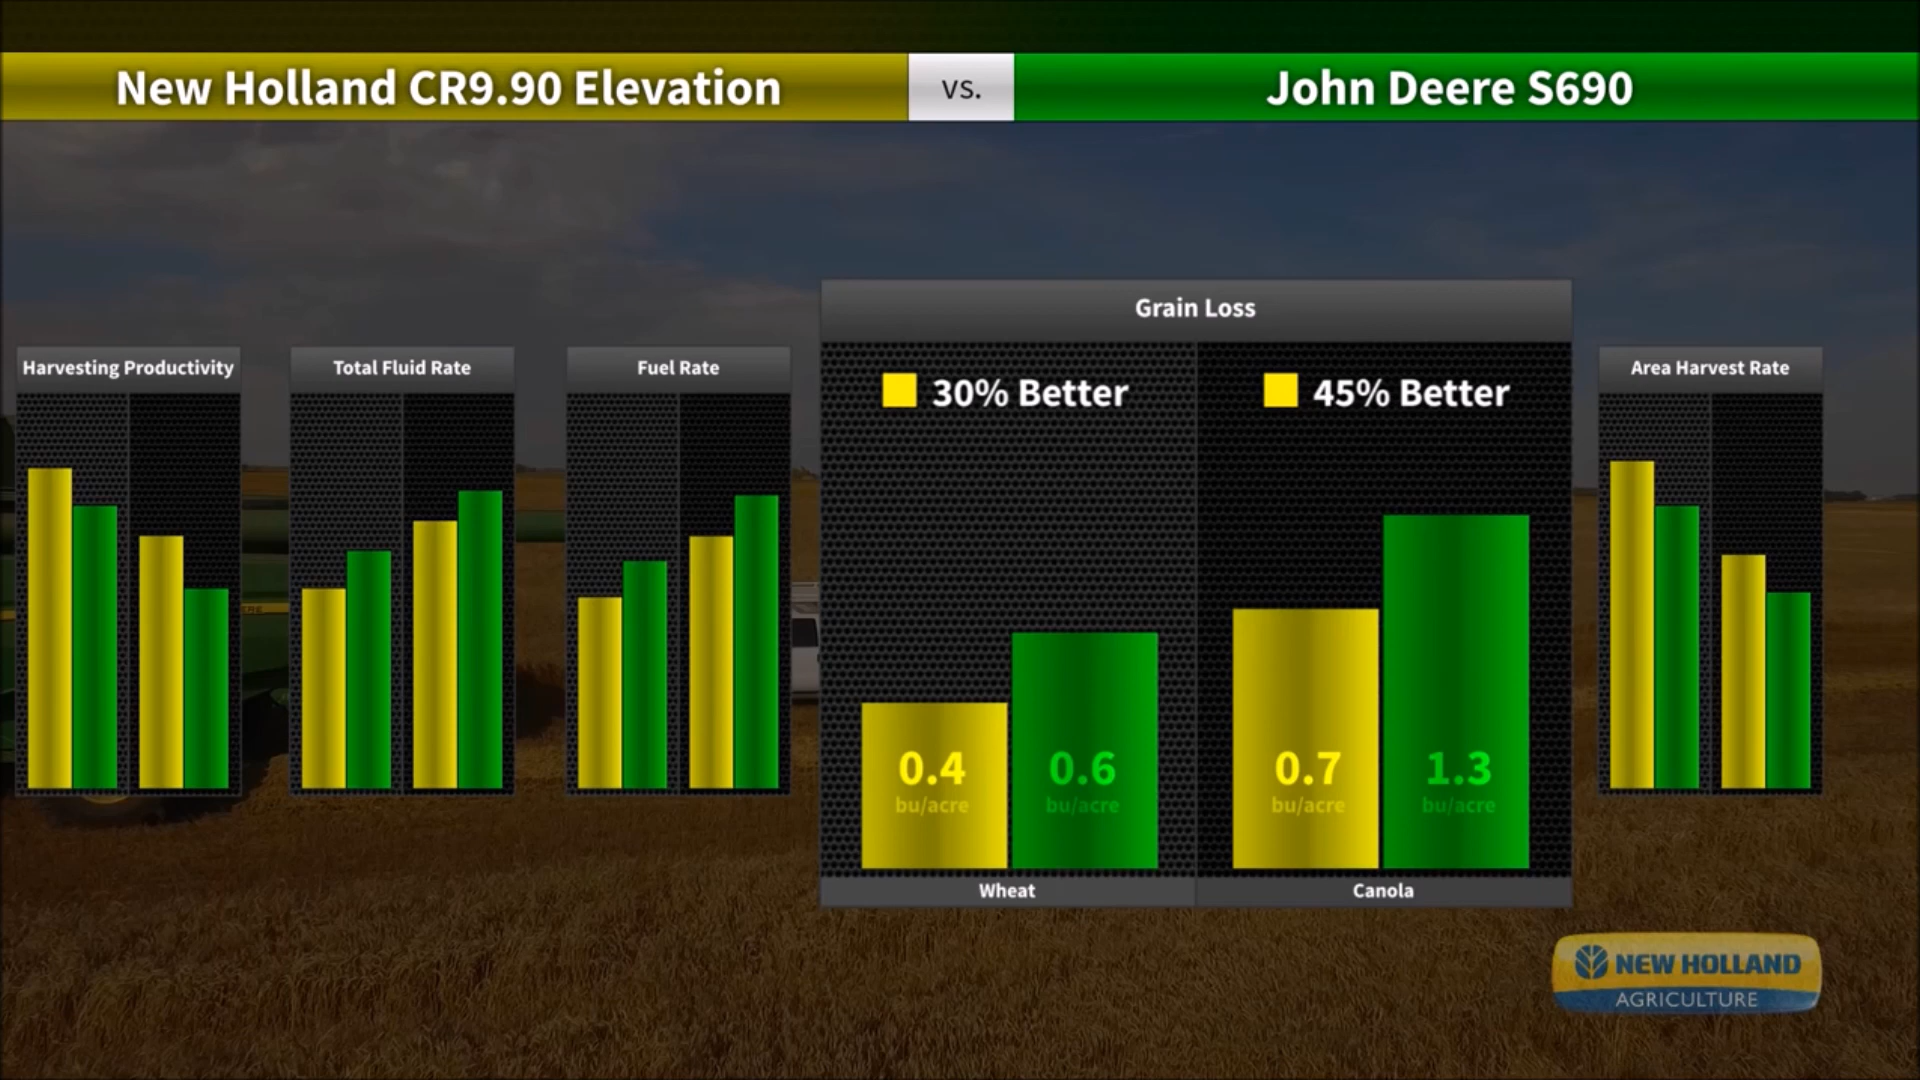 New Holland CR9.90 Elevation
vs.
John Deere S690
Harvesting Productivity
Total Fluid Rate
Fuel Rate
Grain Loss
30% Better
45% Better
0.4
bu/acre
0.6
bu/acre
0.7
bu/acre
1.3
bu/acre
Wheat
Canola
Area Harvest Rate
NEW HOLLAND
AGRICULTURE